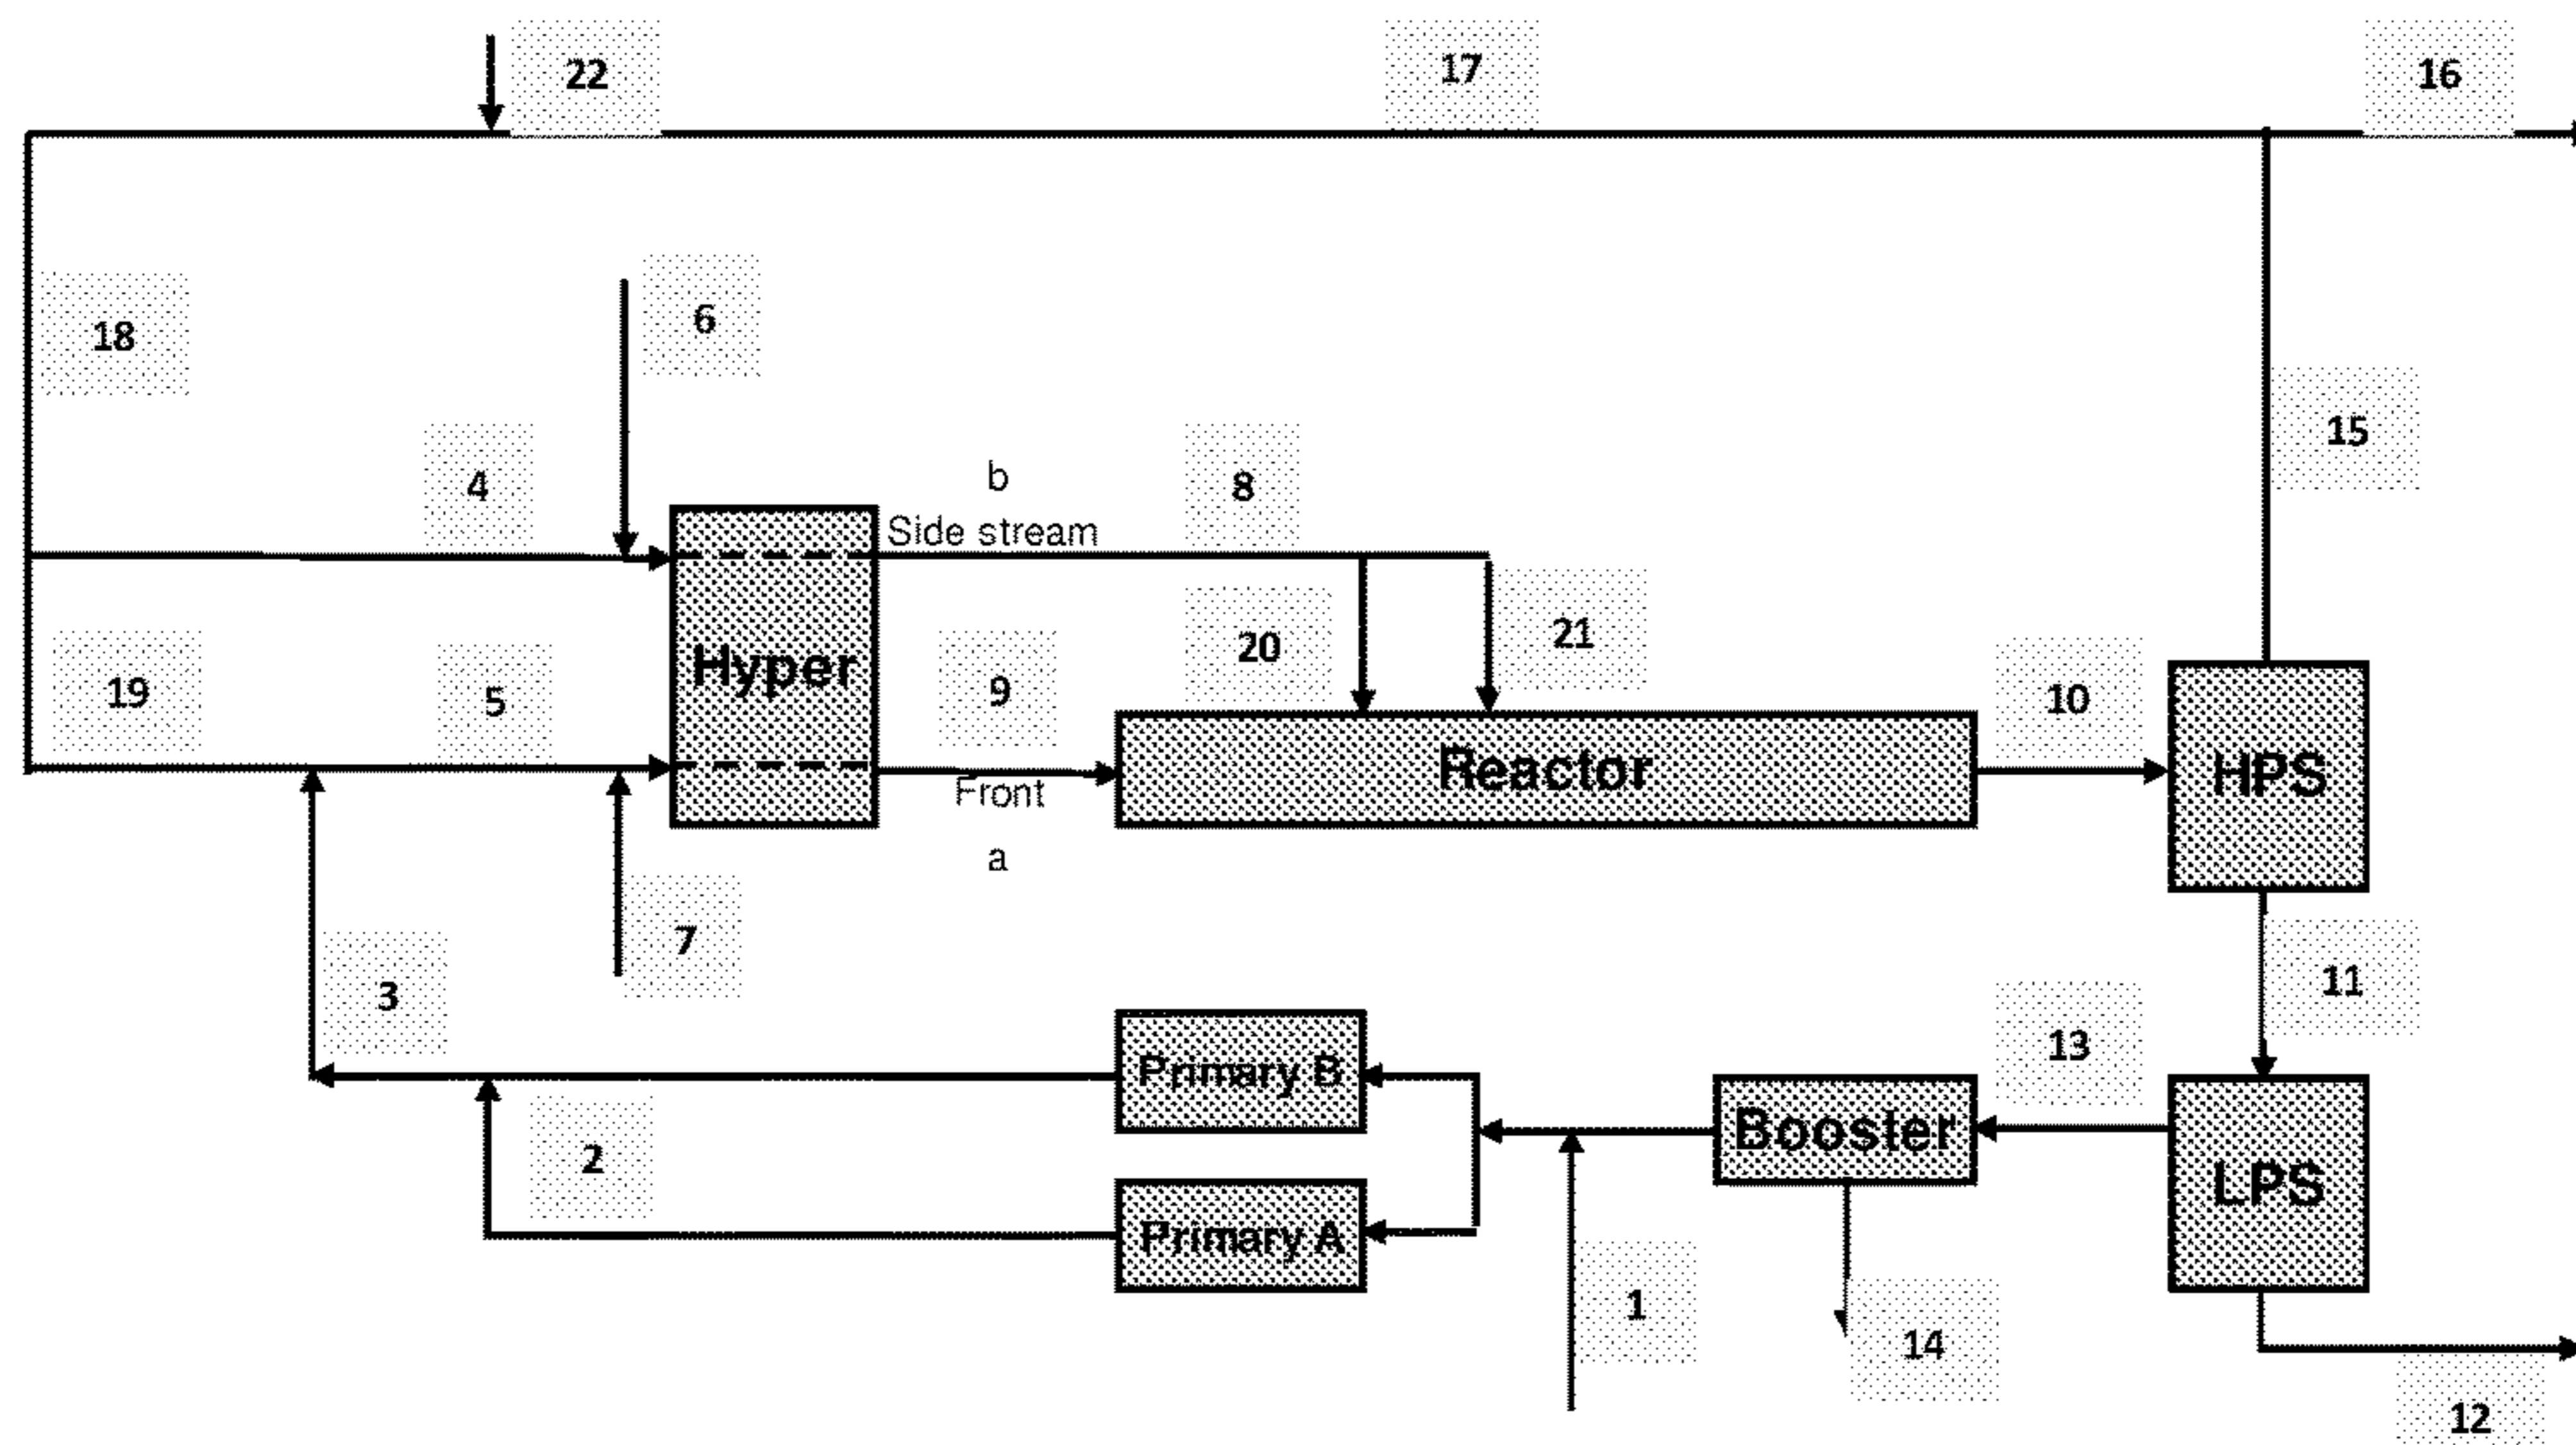 22
17
16
18
6
4
b
8
15
Side stream
20
21
19
5
Hyper
9
10
Front
Reactor
HPS
a
7
3
11
13
Primary B
Booster
2
LPS
Primary A
1
14
12